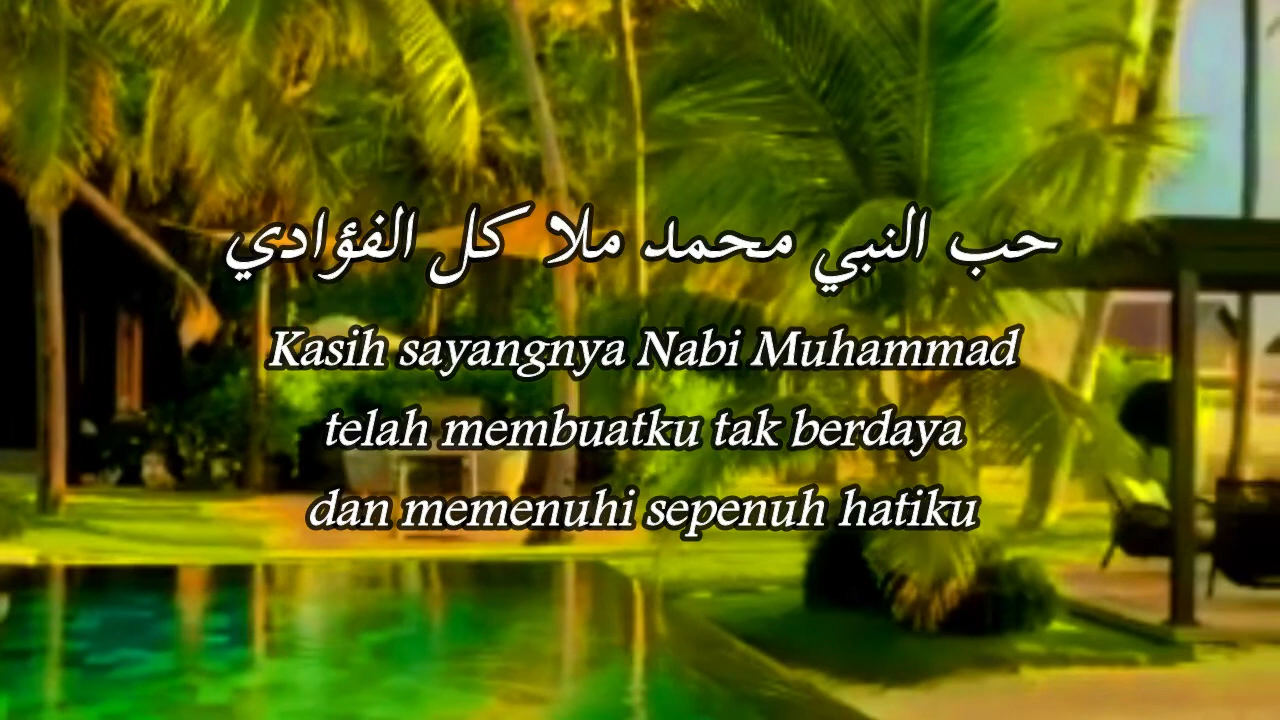 حب النبي محمد ملا كل الفؤادي
Kasih sayangnya Nabi Muhammad
telah membuatku tak berdaya
dan memenuhi sepenuh hatiku